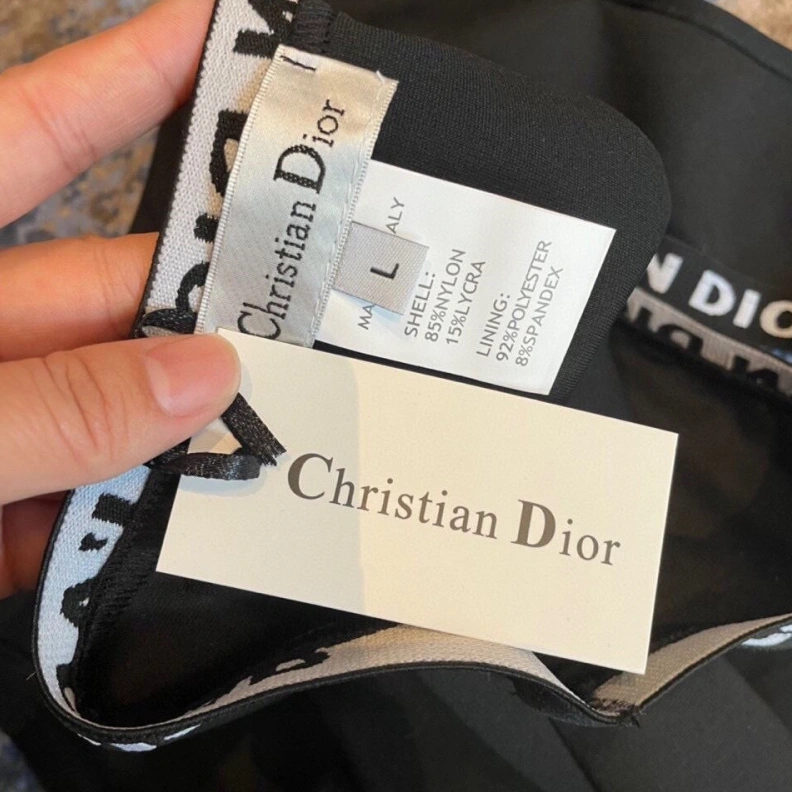 Christian Dior
L
SHELL:
85%NYLON
15%LYCRA
LINING:
92%POLYESTER
8%SPANDEX
Christian Dior